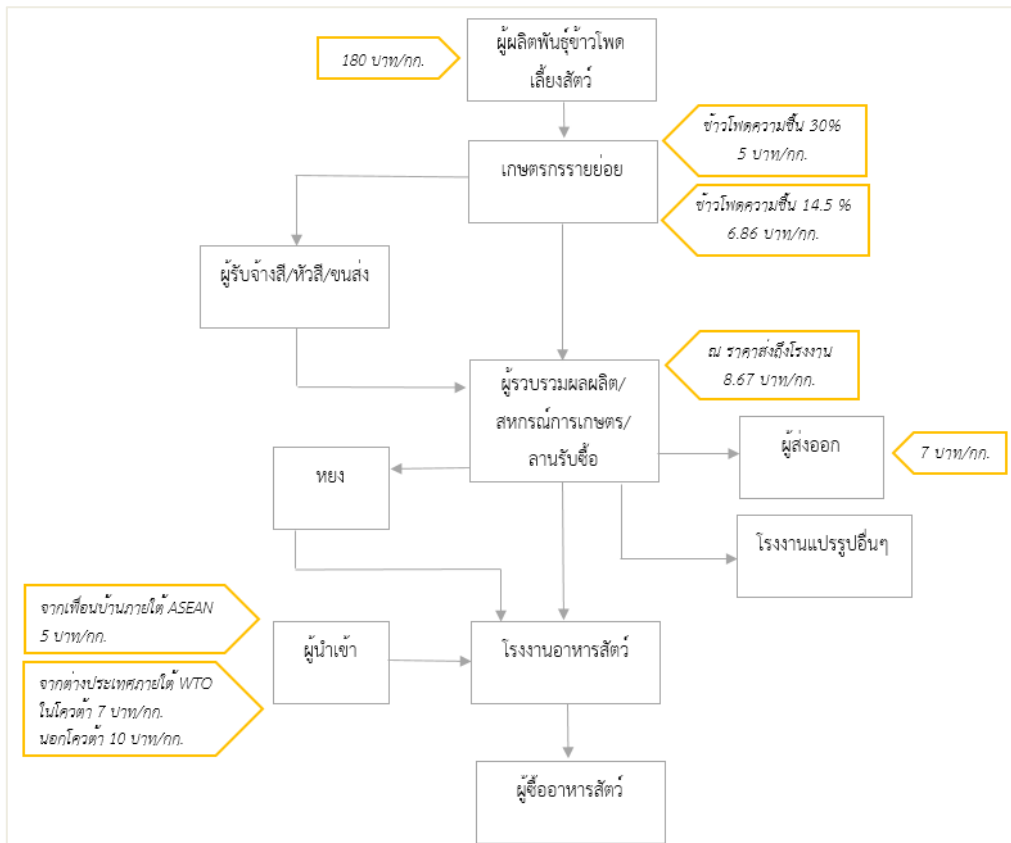 ผู้ผลิตพันธุ์ข้าวโพด
เลี้ยงสัตว์
180 บาท/กก.
ข้าวโพดความชื้น 30%
5 บาท/กก.
เกษตรกรรายย่อย
ข้าวโพดความชื้น 14.5 %
6.86 บาท/กก.
ผู้รับจ้างสี/หัวสี/ขนส่ง
ณ ราคาส่งถึงโรงงาน
8.67 บาท/กก.
ผู้รวบรวมผลผลิต/
สหกรณ์การเกษตร/
ลานรับซื้อ
ผู้ส่งออก
7 บาท/กก.
หยง
โรงงานแปรรูปอื่นๆ
จากเพื่อนบ้านภายใต้ ASEAN
5 บาท/กก.
ผู้นำเข้า
โรงงานอาหารสัตว์
จากต่างประเทศภายใต้ WTO
ในโควต้า 7 บาท/กก.
นอกโควต้า 10 บาท/กก.
ผู้ซื้ออาหารสัตว์